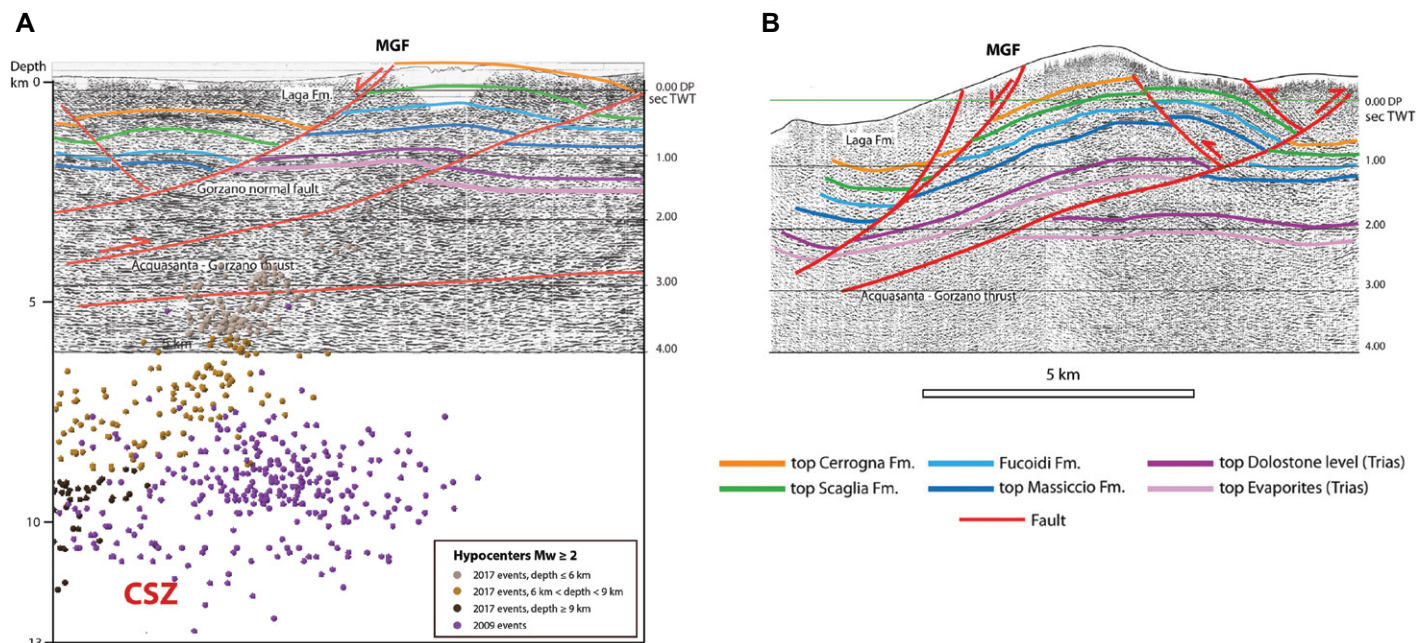 A
MGF
Depth
km 0
0.00 DP
sec TWT
Laga Fm.
1.00
Gorzano normal fault
2.00
Acquasanta - Gorzano thrust
3.00
5
km
4.00
10
CSZ
Hypocenters Mw ≥ 2
2017 events, depth ≤ 6 km
2017 events, 6 km < depth < 9 km
2017 events, depth ≥ 9 km
2009 events
13
B
MGF
0.00 DP
sec TWT
Laga Fm.
1.00
2.00
3.00
Acquasanta - Gorzano thrust
4.00
5 km
top Cerrogna Fm.
Fucoidi Fm.
top Dolostone level (Trias)
top Scaglia Fm.
top Massiccio Fm.
top Evaporites (Trias)
Fault